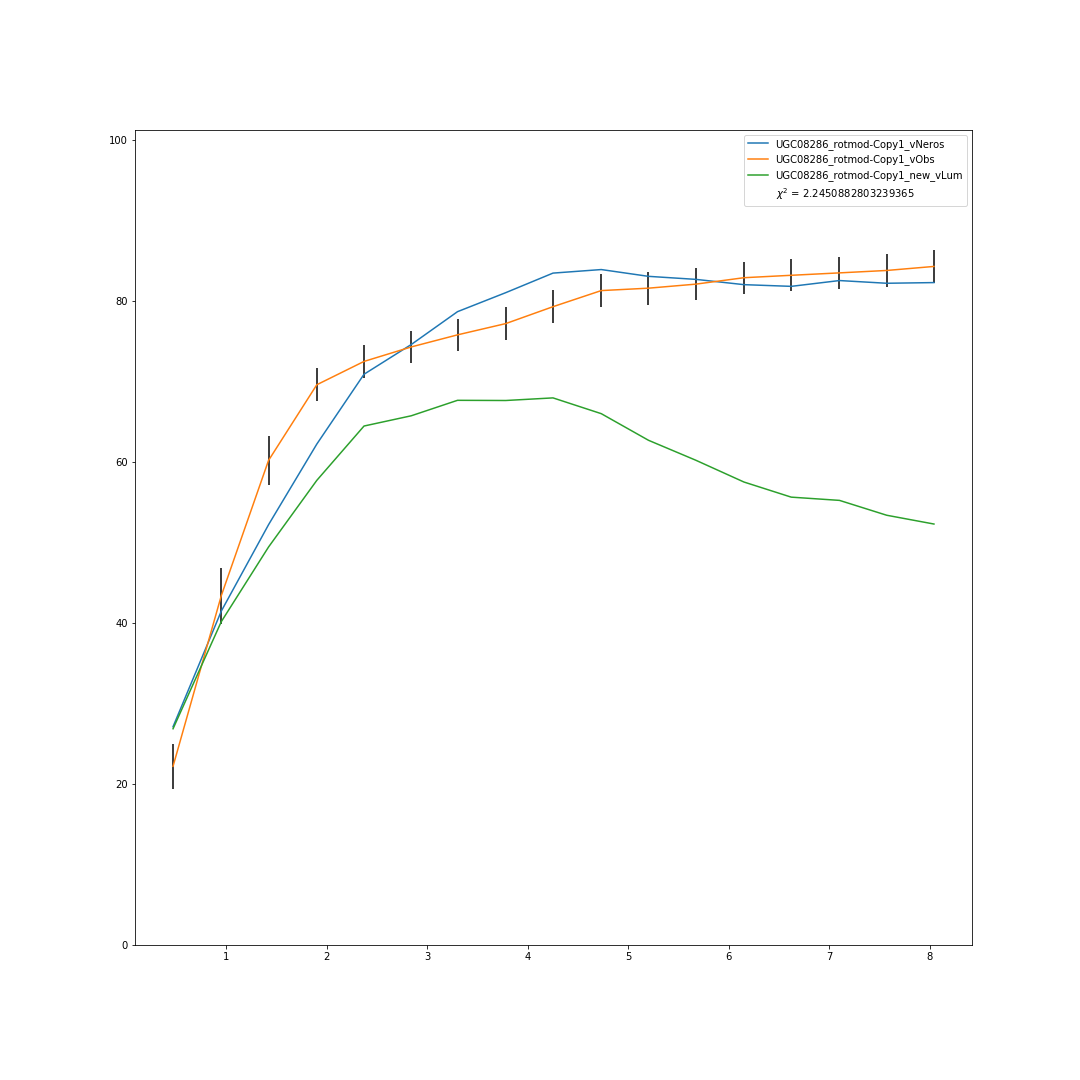 100
80
60
40
20
0
1 2 3 4 5 6 7 8
UGC08286_rotmod-Copy1_vNeros
UGC08286_rotmod-Copy1_vObs
UGC08286_rotmod-Copy1_new_vLum
χ² = 2.2450882803239365